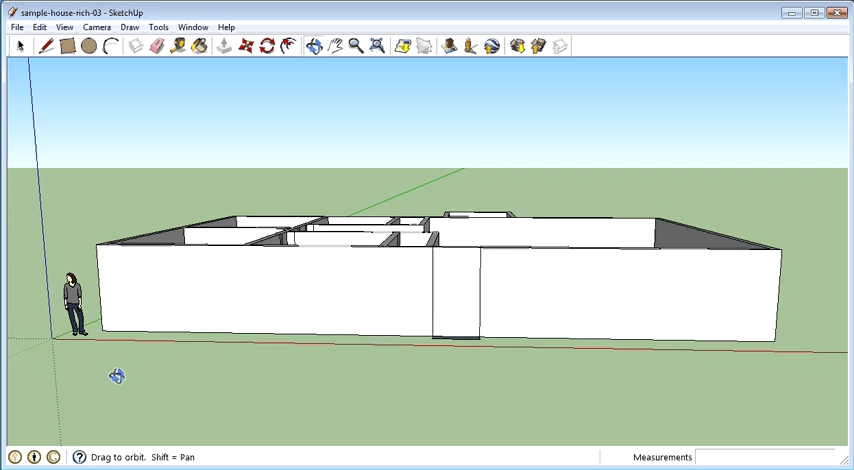 sample-house-rich-03 - SketchUp
File Edit View Camera Draw Tools Window Help
Drag to orbit. Shift = Pan Measurements